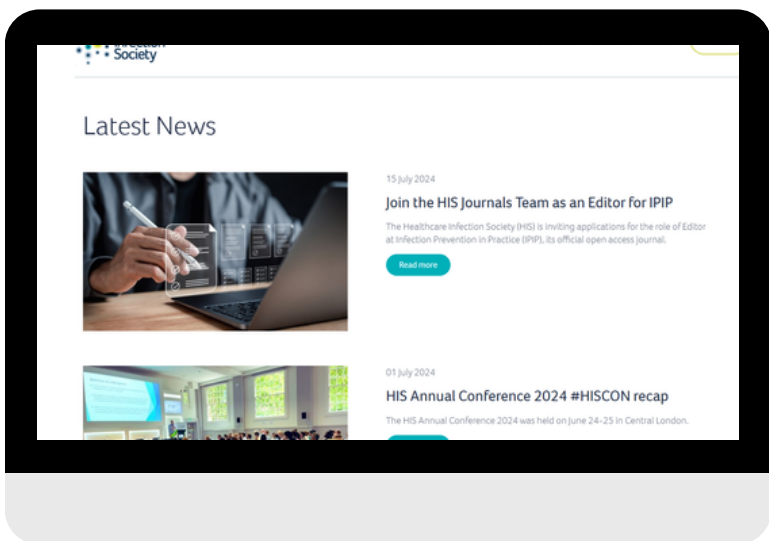 Society
Latest News
15 July 2024
Join the HIS Journals Team as an Editor for IPIP
The Healthcare Infection Society (HIS) is inviting applications for the role of Editor
at Infection Prevention in Practice (IPIP), its official open access journal.
Read more
01 July 2024
HIS Annual Conference 2024 #HISCON recap
The HIS Annual Conference 2024 was held on June 24-25 in Central London.